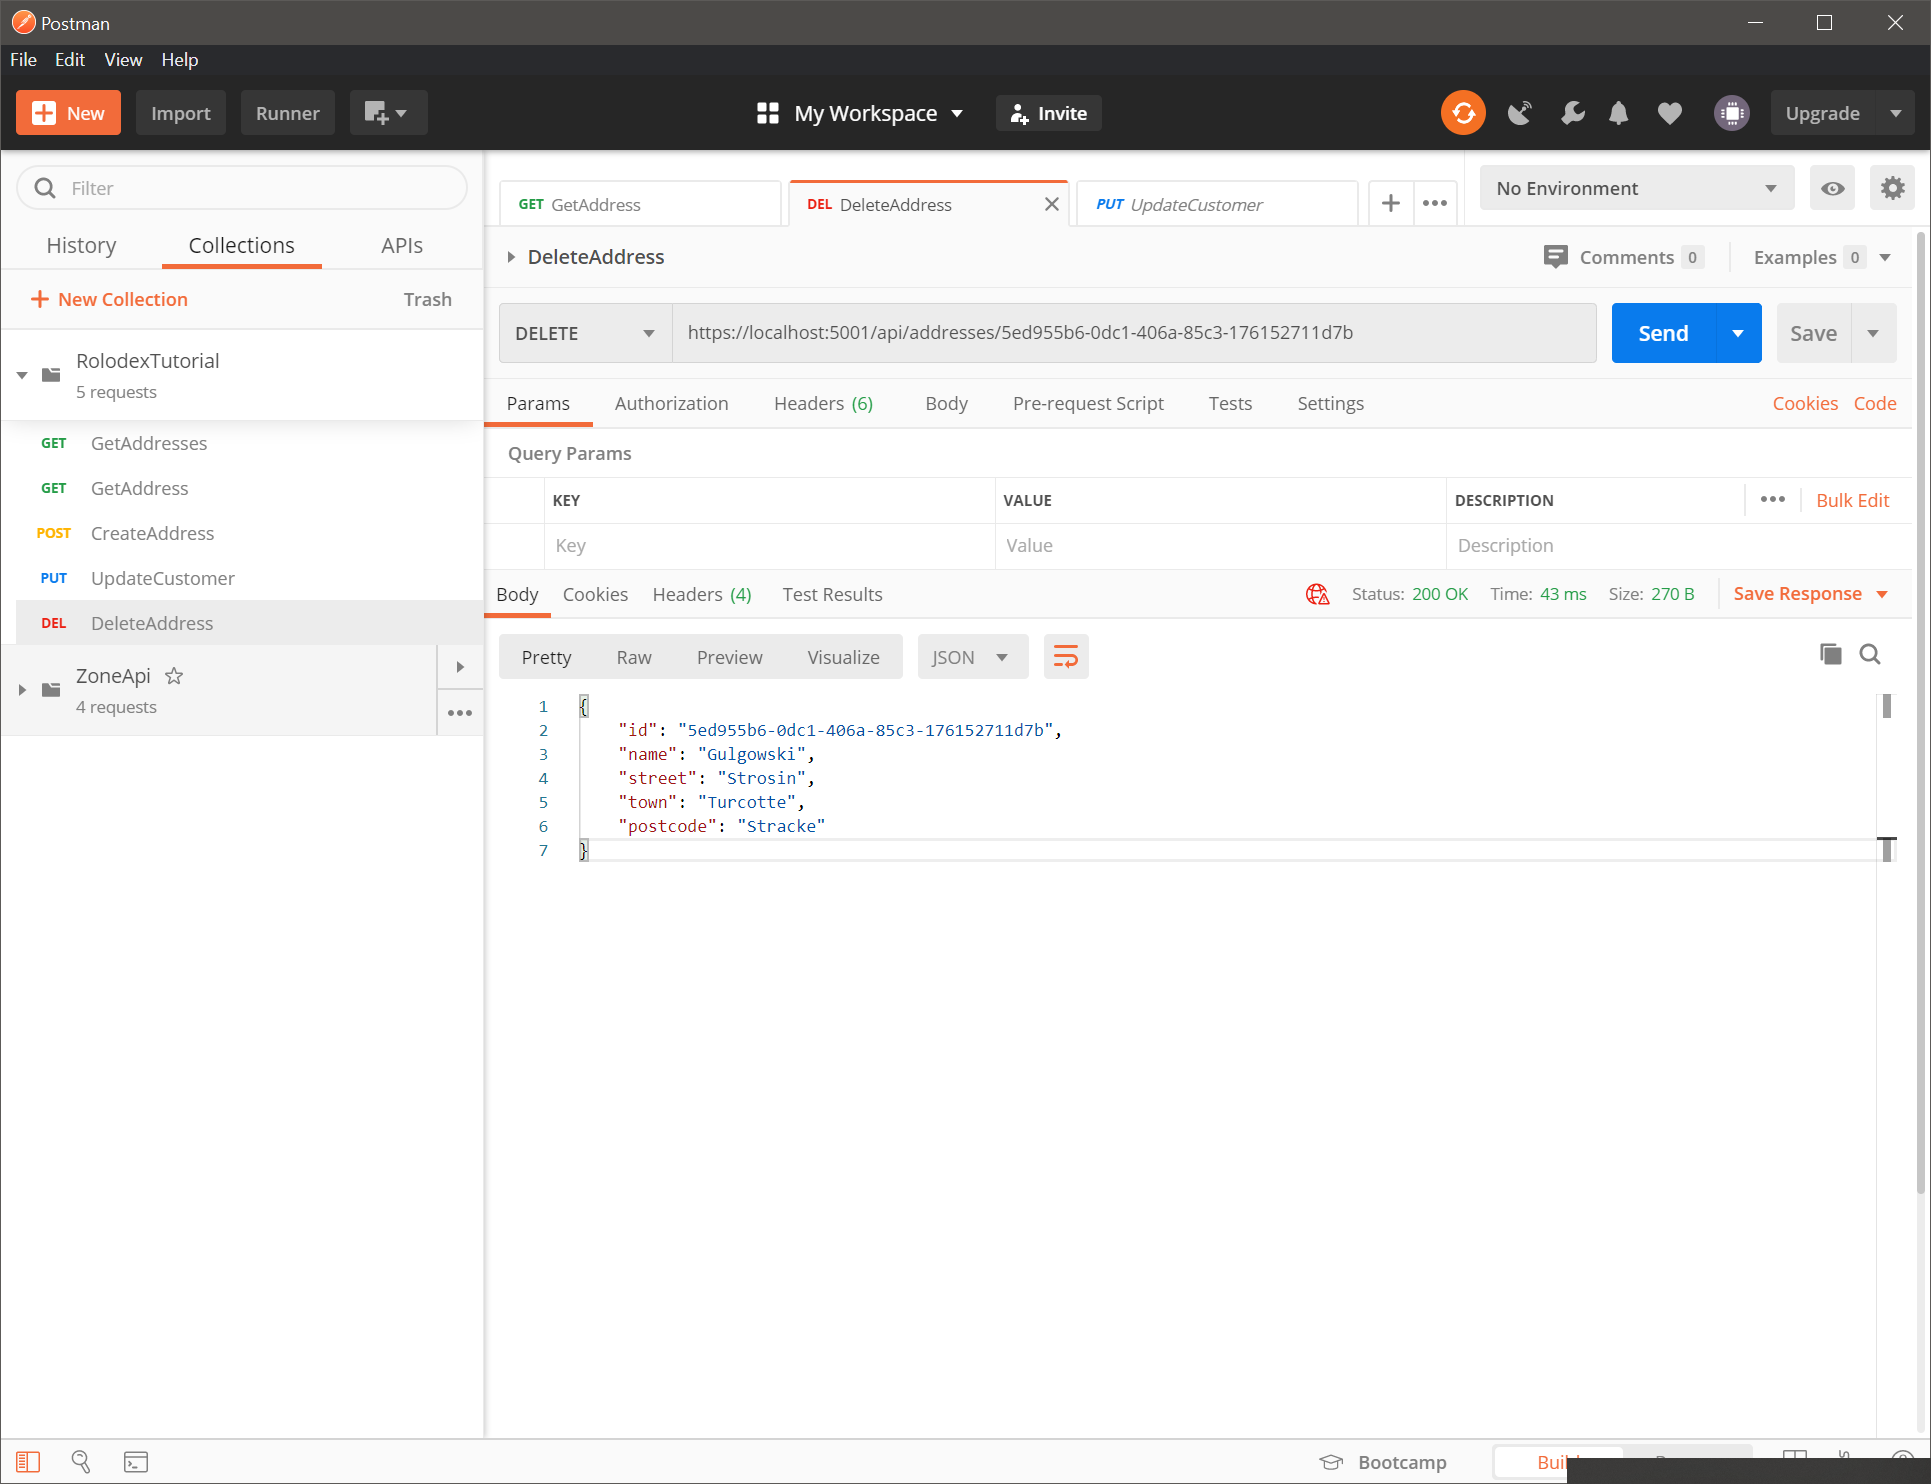 Postman
File Edit View Help
New Import Runner My Workspace Invite Upgrade
Filter
History Collections APIs
New Collection Trash
RolodexTutorial
5 requests
GET GetAddresses
GET GetAddress
POST CreateAddress
PUT UpdateCustomer
DEL DeleteAddress
ZoneApi
4 requests
GET GetAddress DEL DeleteAddress PUT UpdateCustomer No Environment
DeleteAddress Comments 0 Examples 0
DELETE https://localhost:5001/api/addresses/5ed955b6-0dc1-406a-85c3-176152711d7b Send Save
Params Authorization Headers (6) Body Pre-request Script Tests Settings Cookies Code
Query Params
KEY VALUE DESCRIPTION Bulk Edit
Key Value Description
Body Cookies Headers (4) Test Results Status: 200 OK Time: 43 ms Size: 270 B Save Response
Pretty Raw Preview Visualize JSON
1 {
2 "id": "5ed955b6-0dc1-406a-85c3-176152711d7b",
3 "name": "Gulgowski",
4 "street": "Strosin",
5 "town": "Turcotte",
6 "postcode": "Stracke"
7 }
Bootcamp